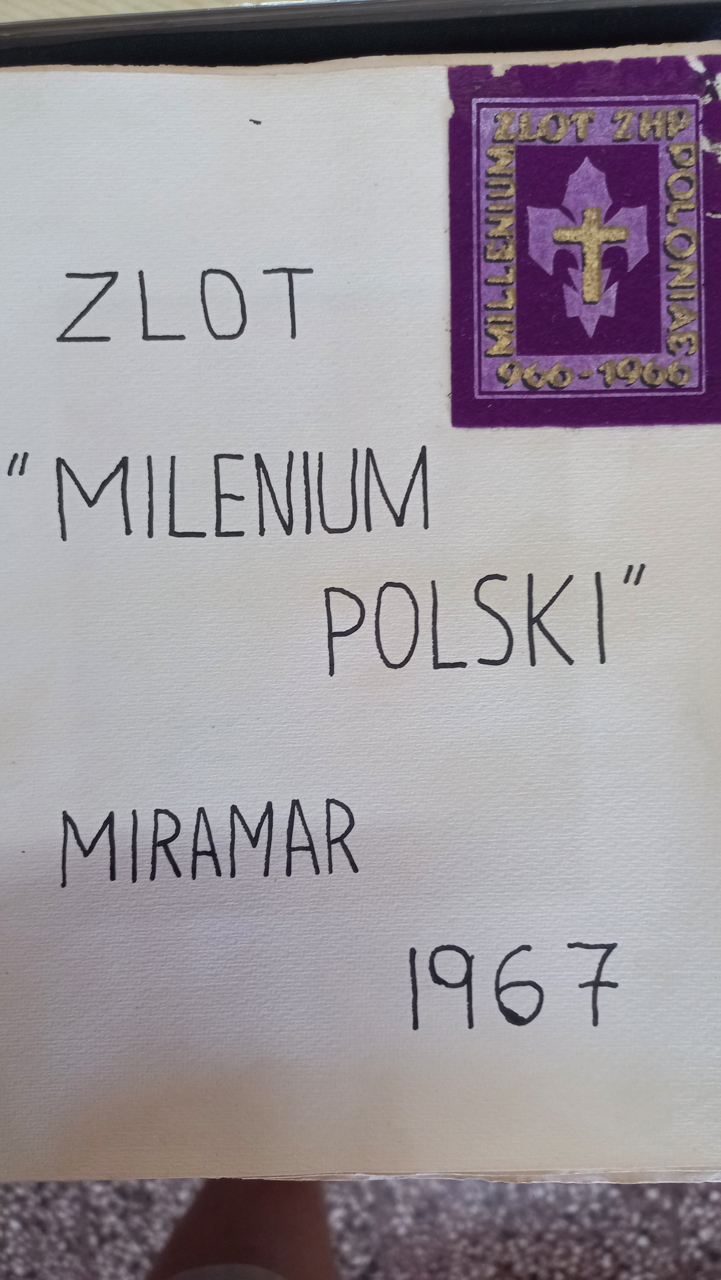 ZLOT ZHP
MILLENIUM
POLONIAE
966-1966
ZLOT
"MILENIUM
POLSKI"
MIRAMAR
1967